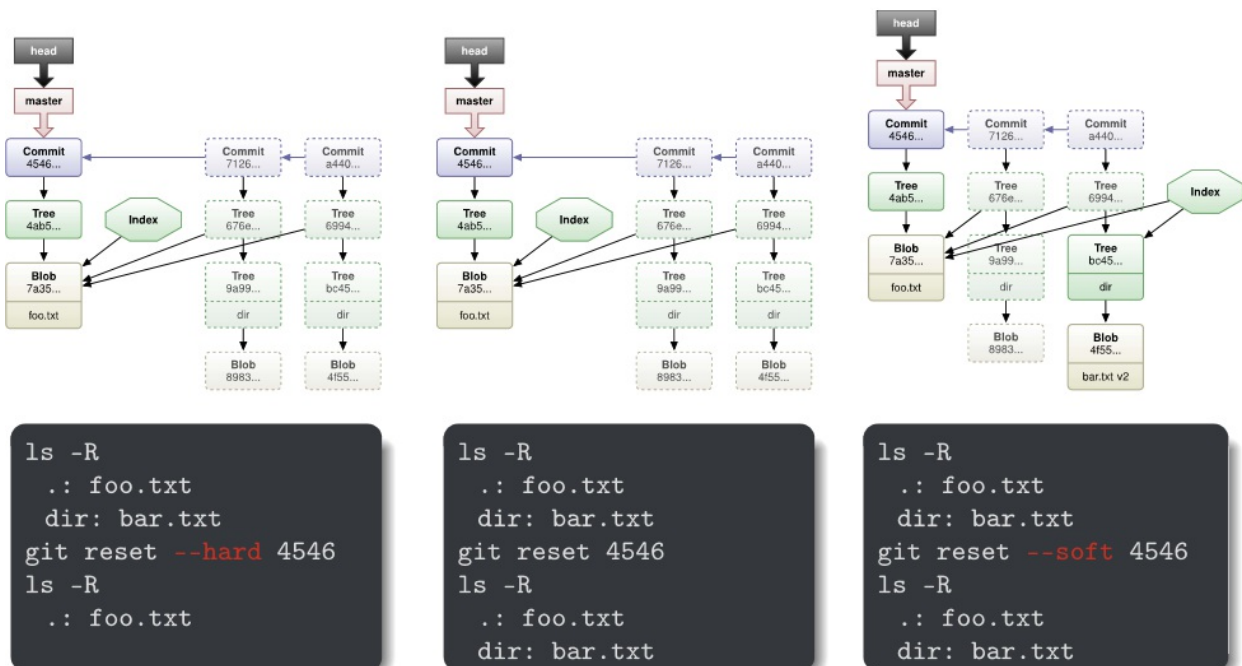 head
master
Commit
4546...
Commit
7126...
Commit
a440...
Tree
4ab5...
Index
Tree
676e...
Tree
6994...
Blob
7a35...
foo.txt
Tree
9a99...
dir
Tree
bc45...
dir
Blob
8983...
Blob
4f55...
ls -R
.: foo.txt
dir: bar.txt
git reset --hard 4546
ls -R
.: foo.txt
head
master
Commit
4546...
Commit
7126...
Commit
a440...
Tree
4ab5...
Index
Tree
676e...
Tree
6994...
Blob
7a35...
foo.txt
Tree
9a99...
dir
Tree
bc45...
dir
Blob
8983...
Blob
4f55...
ls -R
.: foo.txt
dir: bar.txt
git reset 4546
ls -R
.: foo.txt
dir: bar.txt
head
master
Commit
4546...
Commit
7126...
Commit
a440...
Tree
4ab5...
Tree
676e...
Tree
6994...
Index
Blob
7a35...
foo.txt
Tree
9a99...
dir
Tree
bc45...
dir
Blob
8983...
Blob
4f55...
bar.txt v2
ls -R
.: foo.txt
dir: bar.txt
git reset --soft 4546
ls -R
.: foo.txt
dir: bar.txt